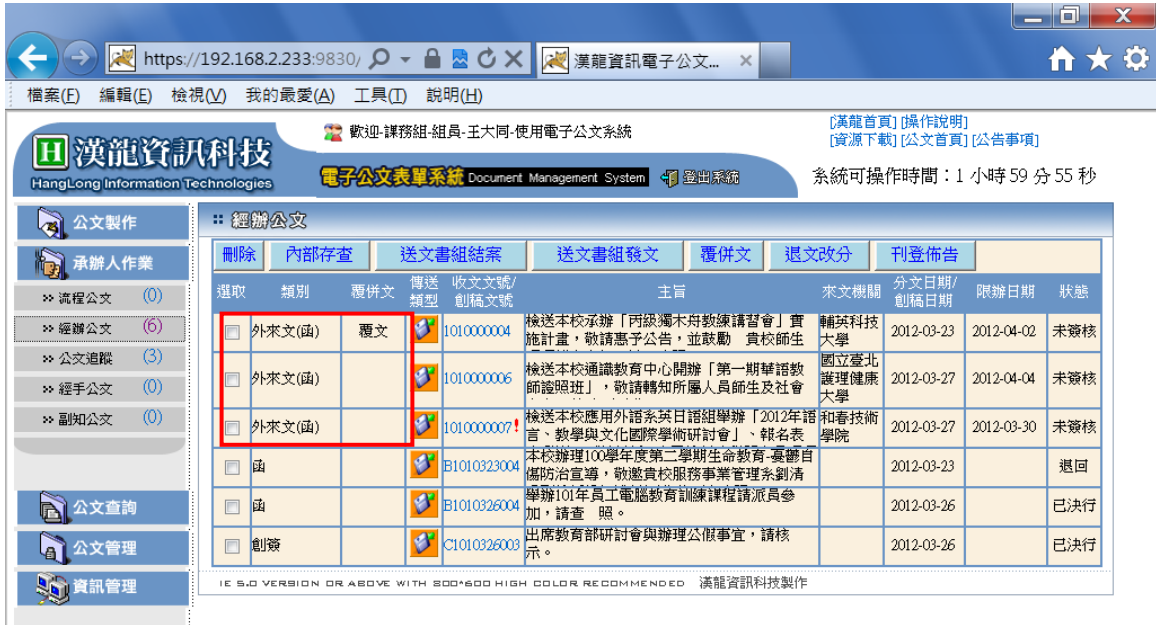 https://192.168.2.233:9830/
漢龍資訊電子公文...
檔案(F) 編輯(E) 檢視(V) 我的最愛(A) 工具(T) 說明(H)
H 漢龍資訊科技
HangLong Information Technologies
歡迎-課務組-組員-王大同-使用電子公文系統
[漢龍首頁] [操作說明]
[資源下載] [公文首頁] [公告事項]
電子公文表單系統 Document Management System 登出系統
系統可操作時間：1 小時 59 分 55 秒
公文製作
承辦人作業
流程公文 (0)
經辦公文 (6)
公文追蹤 (3)
經手公文 (0)
副知公文 (0)
公文查詢
公文管理
資訊管理
經辦公文
刪除 內部存查 送文書組結案 送文書組發文 覆併文 退文改分 刊登佈告
選取 類別 覆併文 傳送類型 收文文號/創稿文號 主旨 來文機關 分文日期/創稿日期 限辦日期 狀態
外來文(函) 覆文 1010000004 檢送本校承辦「丙級獨木舟教練講習會」實 輔英科技 2012-03-23 2012-04-02 未簽核
施計畫，敬請惠予公告，並鼓勵 貴校師生 大學
外來文(函) 1010000006 檢送本校通識教育中心開辦「第一期華語教 國立臺北 2012-03-27 2012-04-04 未簽核
師證照班」，敬請轉知所屬人員師生及社會 護理健康
大學
外來文(函) 1010000007! 檢送本校應用外語系英日語組舉辦「2012年語 和春技術 2012-03-27 2012-03-30 未簽核
言、教學與文化國際學術研討會」、報名表 學院
函 B1010323004 本校辦理100學年度第二學期生命教育-憂鬱自 2012-03-23 退回
傷防治宣導，敬邀貴校服務事業管理系劉清
函 B1010326004 舉辦101年員工電腦教育訓練課程請派員參 2012-03-26 已決行
加，請查 照。
創簽 C1010326003 出席教育部研討會與辦理公假事宜，請核 2012-03-26 已決行
示。
IE 5.0 VERSION OR ABOVE WITH 800*600 HIGH COLOR RECOMMENDED 漢龍資訊科技製作